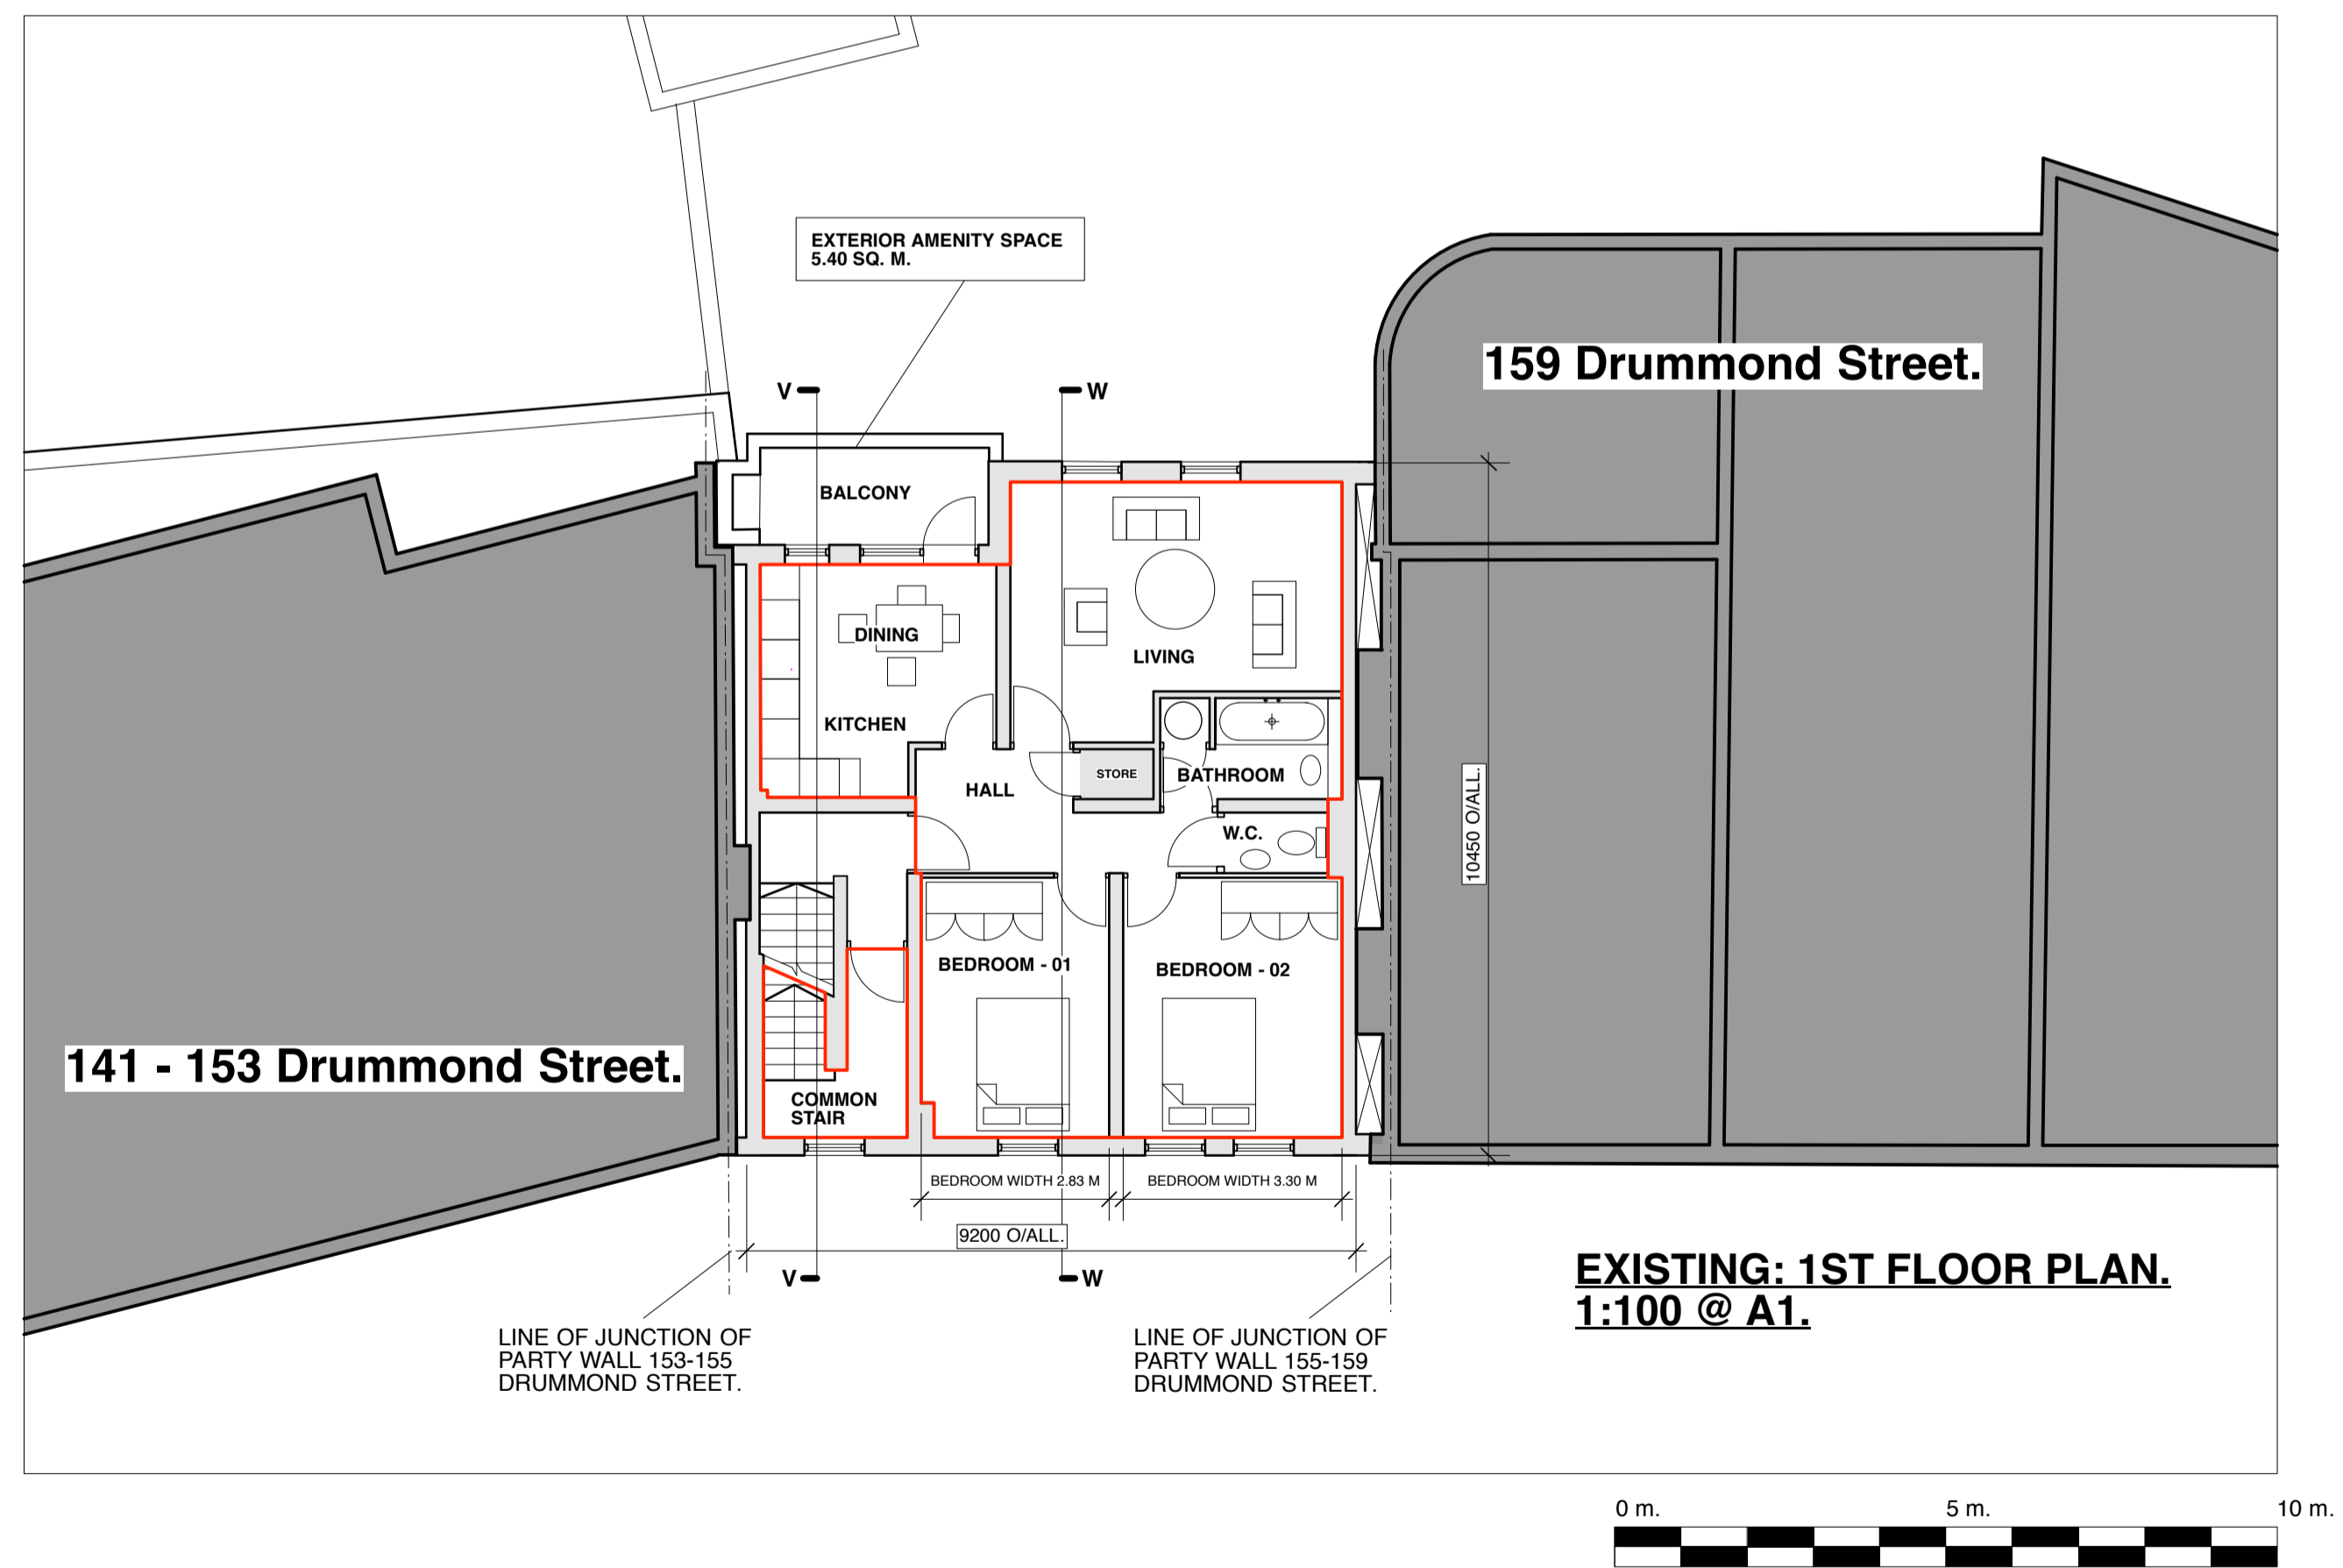 EXTERIOR AMENITY SPACE
5.40 SQ. M.
159 Drummond Street.
V
W
BALCONY
DINING
LIVING
KITCHEN
STORE
BATHROOM
HALL
10450 O/ALL.
W.C.
BEDROOM - 01
BEDROOM - 02
141 - 153 Drummond Street.
COMMON
STAIR
BEDROOM WIDTH 2.83 M
BEDROOM WIDTH 3.30 M
9200 O/ALL.
V
W
EXISTING: 1ST FLOOR PLAN.
1:100 @ A1.
LINE OF JUNCTION OF
PARTY WALL 153-155
DRUMMOND STREET.
LINE OF JUNCTION OF
PARTY WALL 155-159
DRUMMOND STREET.
0 m.
5 m.
10 m.